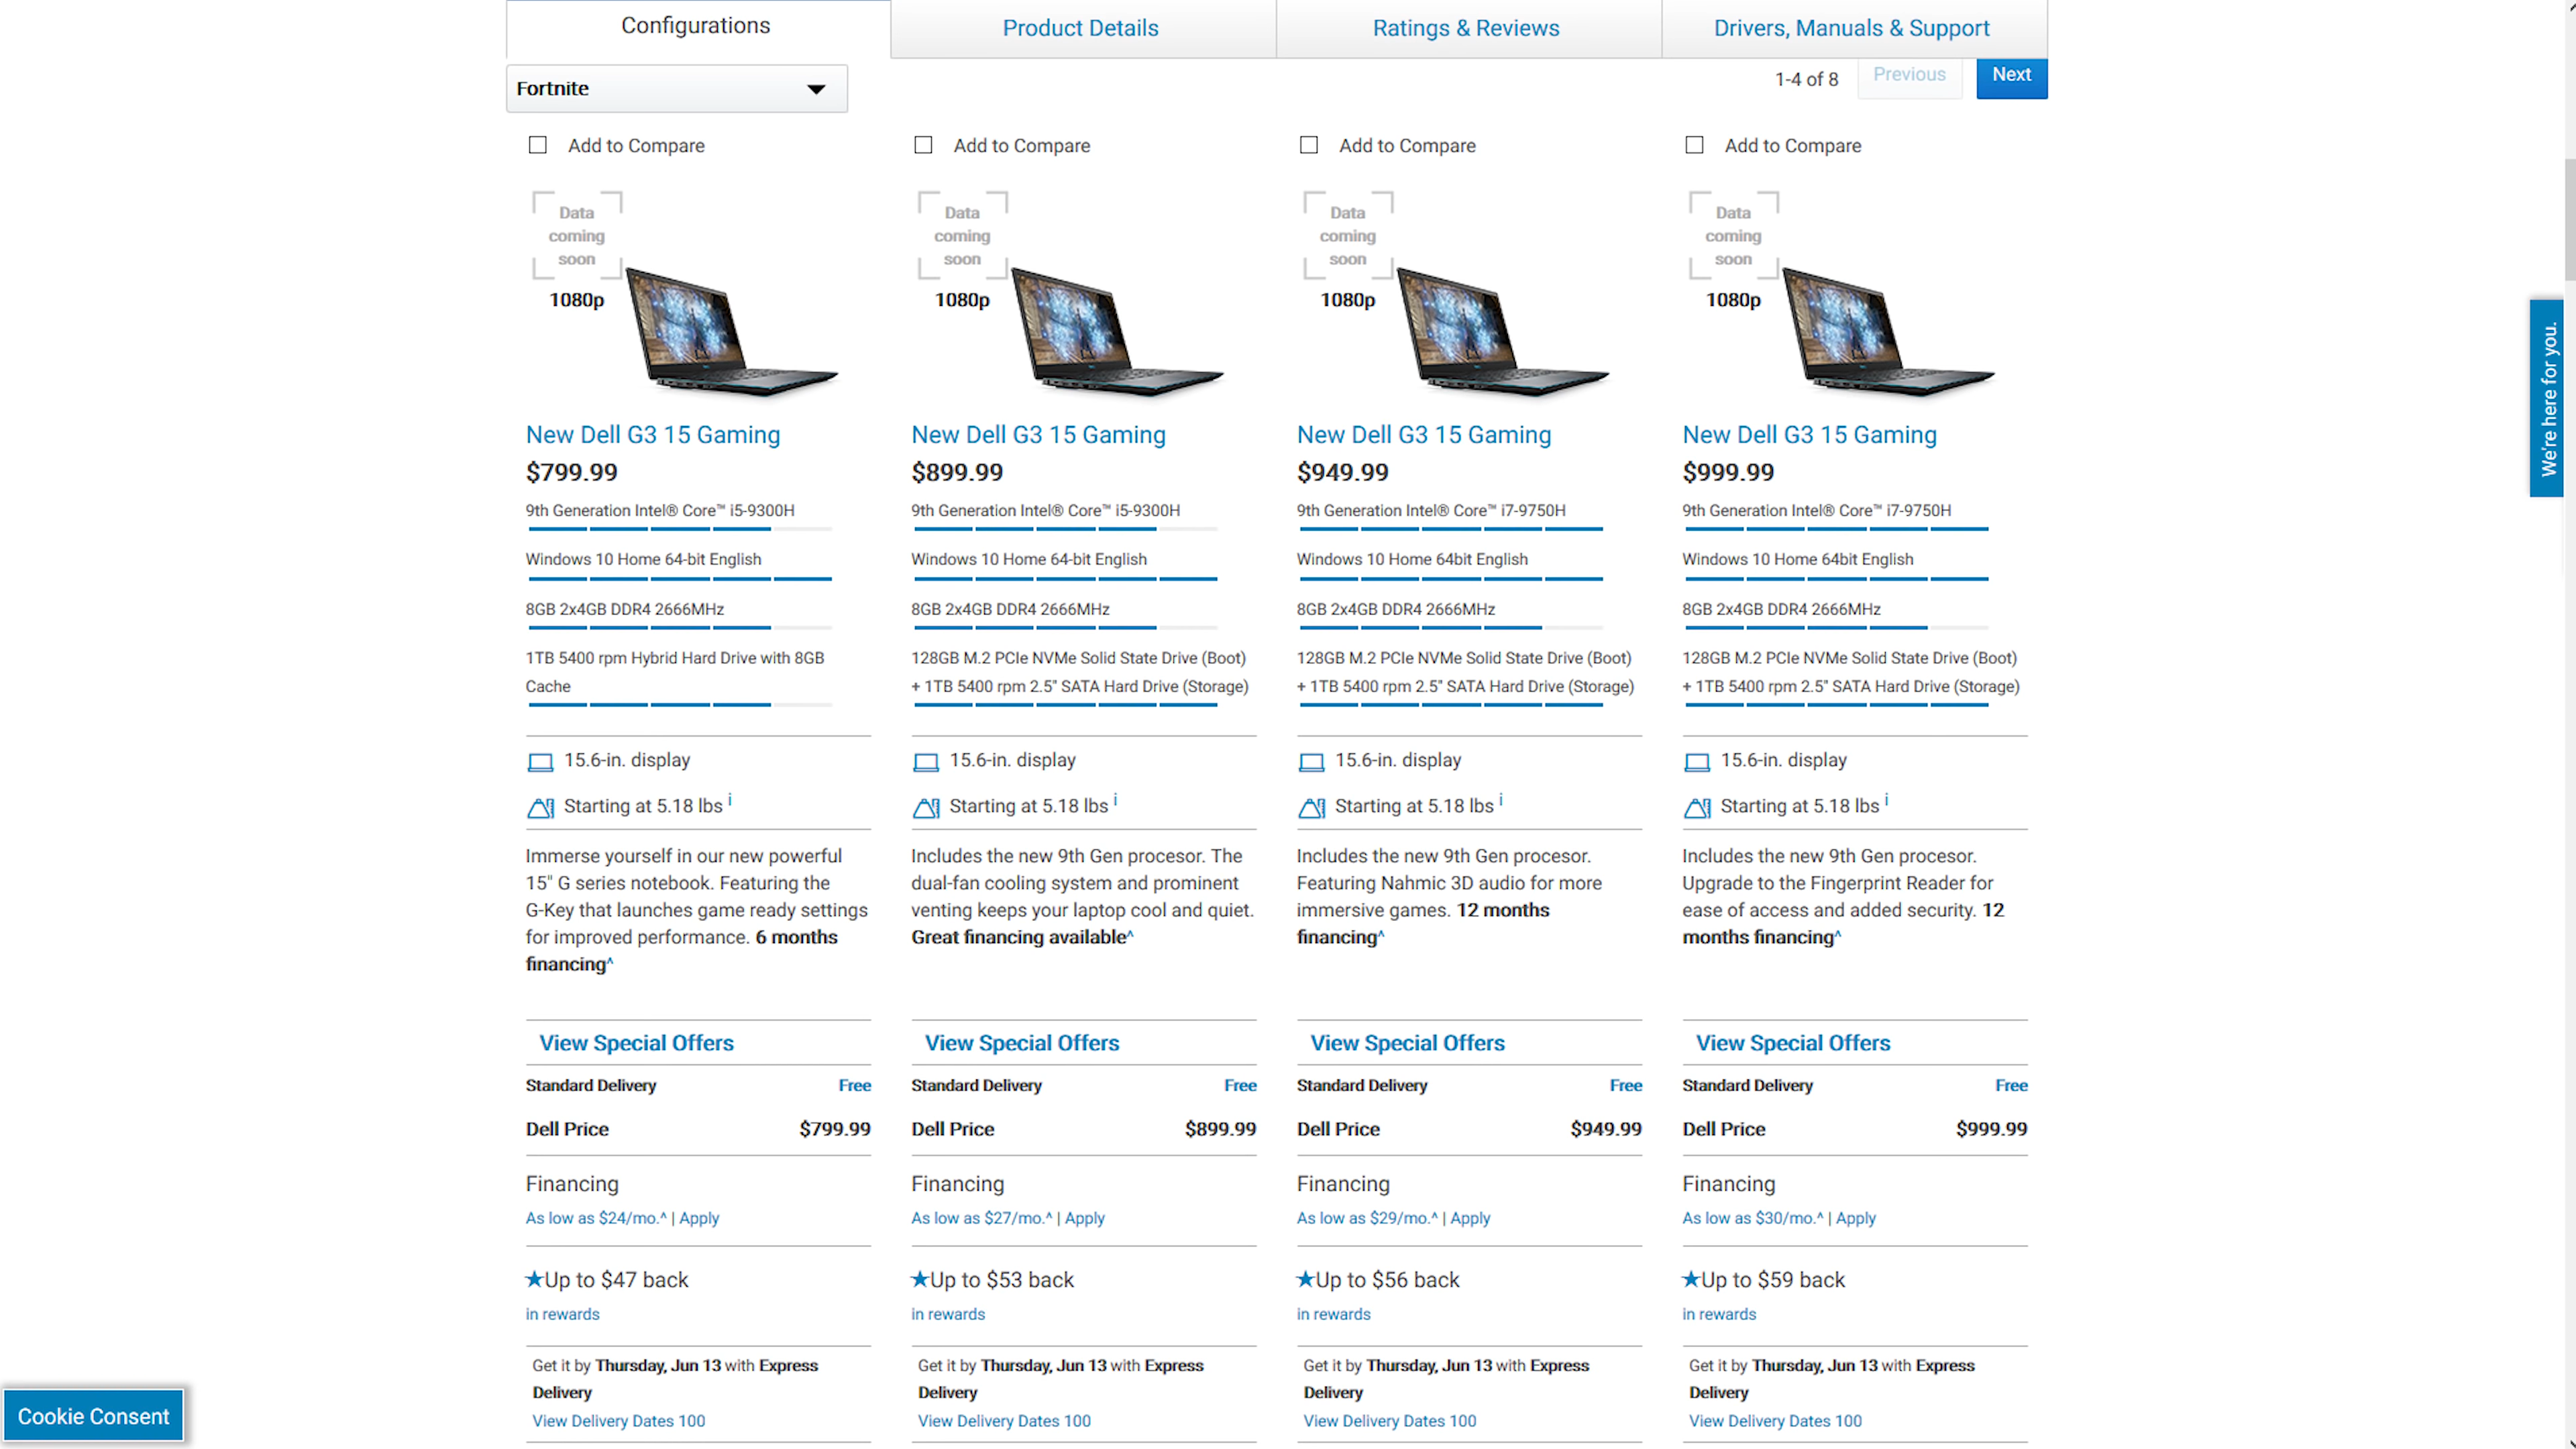 Configurations
Product Details
Ratings & Reviews
Drivers, Manuals & Support
Fortnite
1-4 of 8
Previous
Next
Add to Compare
Data
coming
soon
1080p
New Dell G3 15 Gaming
$799.99
9th Generation Intel® Core™ i5-9300H
Windows 10 Home 64-bit English
8GB 2x4GB DDR4 2666MHz
1TB 5400 rpm Hybrid Hard Drive with 8GB
Cache
15.6-in. display
Starting at 5.18 lbs i
Immerse yourself in our new powerful
15" G series notebook. Featuring the
G-Key that launches game ready settings
for improved performance. 6 months
financing^
View Special Offers
Standard Delivery Free
Dell Price $799.99
Financing
As low as $24/mo.^ | Apply
★Up to $47 back
in rewards
Get it by Thursday, Jun 13 with Express
Delivery
View Delivery Dates 100
Add to Compare
Data
coming
soon
1080p
New Dell G3 15 Gaming
$899.99
9th Generation Intel® Core™ i5-9300H
Windows 10 Home 64-bit English
8GB 2x4GB DDR4 2666MHz
128GB M.2 PCIe NVMe Solid State Drive (Boot)
+ 1TB 5400 rpm 2.5" SATA Hard Drive (Storage)
15.6-in. display
Starting at 5.18 lbs i
Includes the new 9th Gen procesor. The
dual-fan cooling system and prominent
venting keeps your laptop cool and quiet.
Great financing available^
View Special Offers
Standard Delivery Free
Dell Price $899.99
Financing
As low as $27/mo.^ | Apply
★Up to $53 back
in rewards
Get it by Thursday, Jun 13 with Express
Delivery
View Delivery Dates 100
Add to Compare
Data
coming
soon
1080p
New Dell G3 15 Gaming
$949.99
9th Generation Intel® Core™ i7-9750H
Windows 10 Home 64bit English
8GB 2x4GB DDR4 2666MHz
128GB M.2 PCIe NVMe Solid State Drive (Boot)
+ 1TB 5400 rpm 2.5" SATA Hard Drive (Storage)
15.6-in. display
Starting at 5.18 lbs i
Includes the new 9th Gen procesor.
Featuring Nahmic 3D audio for more
immersive games. 12 months
financing^
View Special Offers
Standard Delivery Free
Dell Price $949.99
Financing
As low as $29/mo.^ | Apply
★Up to $56 back
in rewards
Get it by Thursday, Jun 13 with Express
Delivery
View Delivery Dates 100
Add to Compare
Data
coming
soon
1080p
New Dell G3 15 Gaming
$999.99
9th Generation Intel® Core™ i7-9750H
Windows 10 Home 64bit English
8GB 2x4GB DDR4 2666MHz
128GB M.2 PCIe NVMe Solid State Drive (Boot)
+ 1TB 5400 rpm 2.5" SATA Hard Drive (Storage)
15.6-in. display
Starting at 5.18 lbs i
Includes the new 9th Gen procesor.
Upgrade to the Fingerprint Reader for
ease of access and added security. 12
months financing^
View Special Offers
Standard Delivery Free
Dell Price $999.99
Financing
As low as $30/mo.^ | Apply
★Up to $59 back
in rewards
Get it by Thursday, Jun 13 with Express
Delivery
View Delivery Dates 100
We're here for you.
Cookie Consent